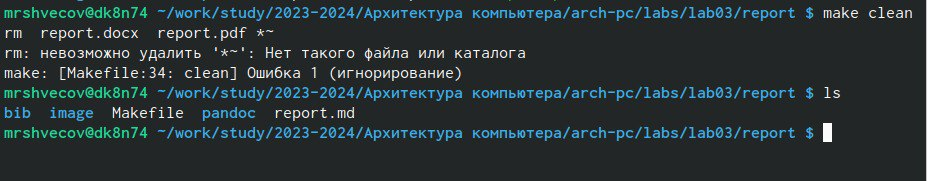 mrshvecov@dk8n74 ~/work/study/2023-2024/Архитектура компьютера/arch-pc/labs/lab03/report $ make clean
rm  report.docx  report.pdf *~
rm: невозможно удалить '*~': Нет такого файла или каталога
make: [Makefile:34: clean] Ошибка 1 (игнорирование)
mrshvecov@dk8n74 ~/work/study/2023-2024/Архитектура компьютера/arch-pc/labs/lab03/report $ ls
bib  image  Makefile  pandoc  report.md
mrshvecov@dk8n74 ~/work/study/2023-2024/Архитектура компьютера/arch-pc/labs/lab03/report $